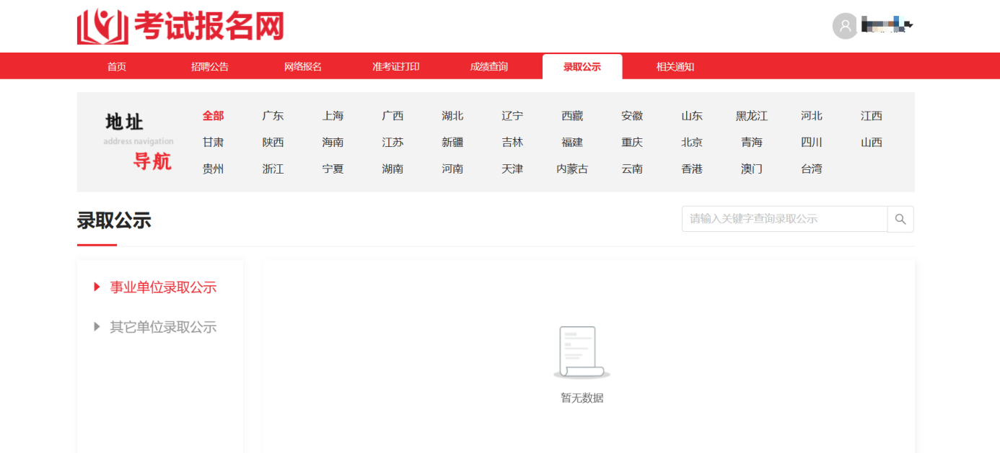 考试报名网
首页 招聘公告 网络报名 准考证打印 成绩查询 录取公示 相关通知
地址
address navigation
导航
全部 广东 上海 广西 湖北 辽宁 西藏 安徽 山东 黑龙江 河北 江西
甘肃 陕西 海南 江苏 新疆 吉林 福建 重庆 北京 青海 四川 山西
贵州 浙江 宁夏 湖南 河南 天津 内蒙古 云南 香港 澳门 台湾
录取公示
请输入关键字查询录取公示
事业单位录取公示
其它单位录取公示
暂无数据